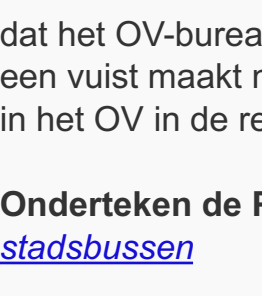 dat het OV-burea
een vuist maakt
in het OV in de re
Onderteken de
stadsbussen